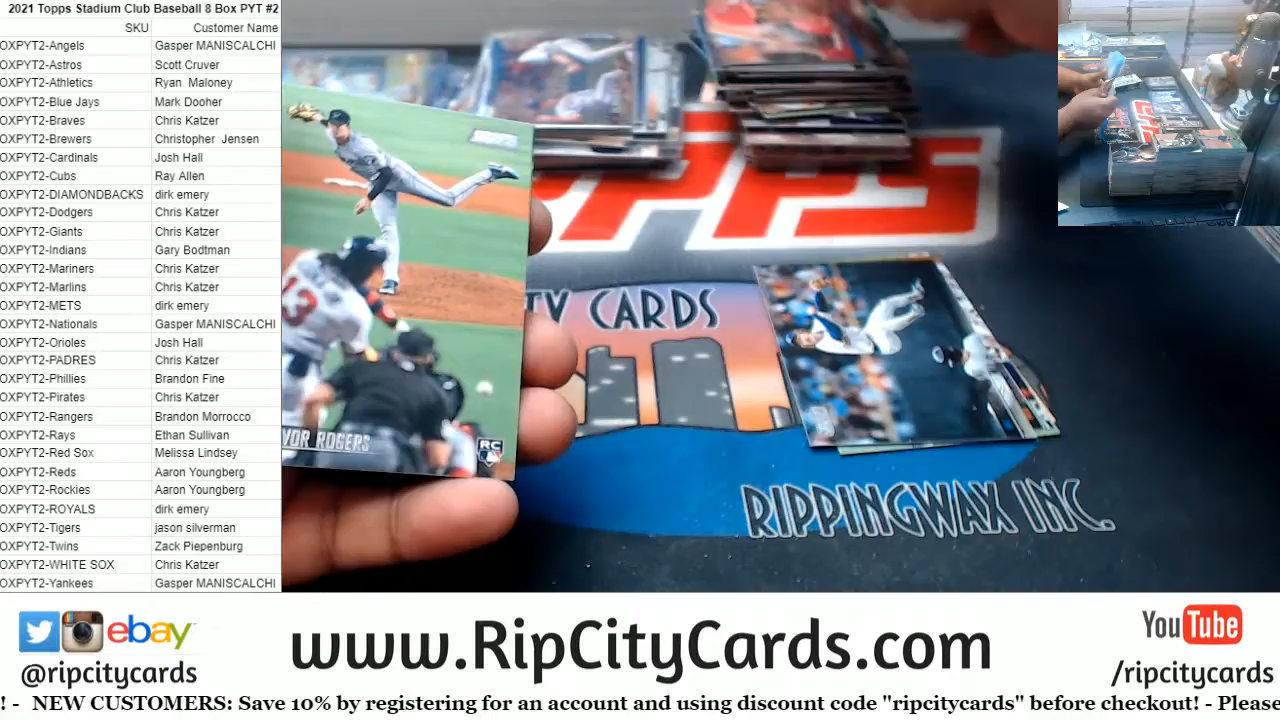 2021 Topps Stadium Club Baseball 8 Box PYT #2
SKU Customer Name
OXPYT2-Angels Gasper MANISCALCHI
OXPYT2-Astros Scott Cruver
OXPYT2-Athletics Ryan Maloney
OXPYT2-Blue Jays Mark Dooher
OXPYT2-Braves Chris Katzer
OXPYT2-Brewers Christopher Jensen
OXPYT2-Cardinals Josh Hall
OXPYT2-Cubs Ray Allen
OXPYT2-DIAMONDBACKS dirk emery
OXPYT2-Dodgers Chris Katzer
OXPYT2-Giants Chris Katzer
OXPYT2-Indians Gary Bodtman
OXPYT2-Mariners Chris Katzer
OXPYT2-Marlins Chris Katzer
OXPYT2-METS dirk emery
OXPYT2-Nationals Gasper MANISCALCHI
OXPYT2-Orioles Josh Hall
OXPYT2-PADRES Chris Katzer
OXPYT2-Phillies Brandon Fine
OXPYT2-Pirates Chris Katzer
OXPYT2-Rangers Brandon Morrocco
OXPYT2-Rays Ethan Sullivan
OXPYT2-Red Sox Melissa Lindsey
OXPYT2-Reds Aaron Youngberg
OXPYT2-Rockies Aaron Youngberg
OXPYT2-ROYALS dirk emery
OXPYT2-Tigers jason silverman
OXPYT2-Twins Zack Piepenburg
OXPYT2-WHITE SOX Chris Katzer
OXPYT2-Yankees Gasper MANISCALCHI
13
VOR ROGERS
RC
PPS
TY CARDS
RIPPINGWAX INC.
ebay
@ripcitycards
www.RipCityCards.com
YouTube
/ripcitycards
! - NEW CUSTOMERS: Save 10% by registering for an account and using discount code "ripcitycards" before checkout! - Please